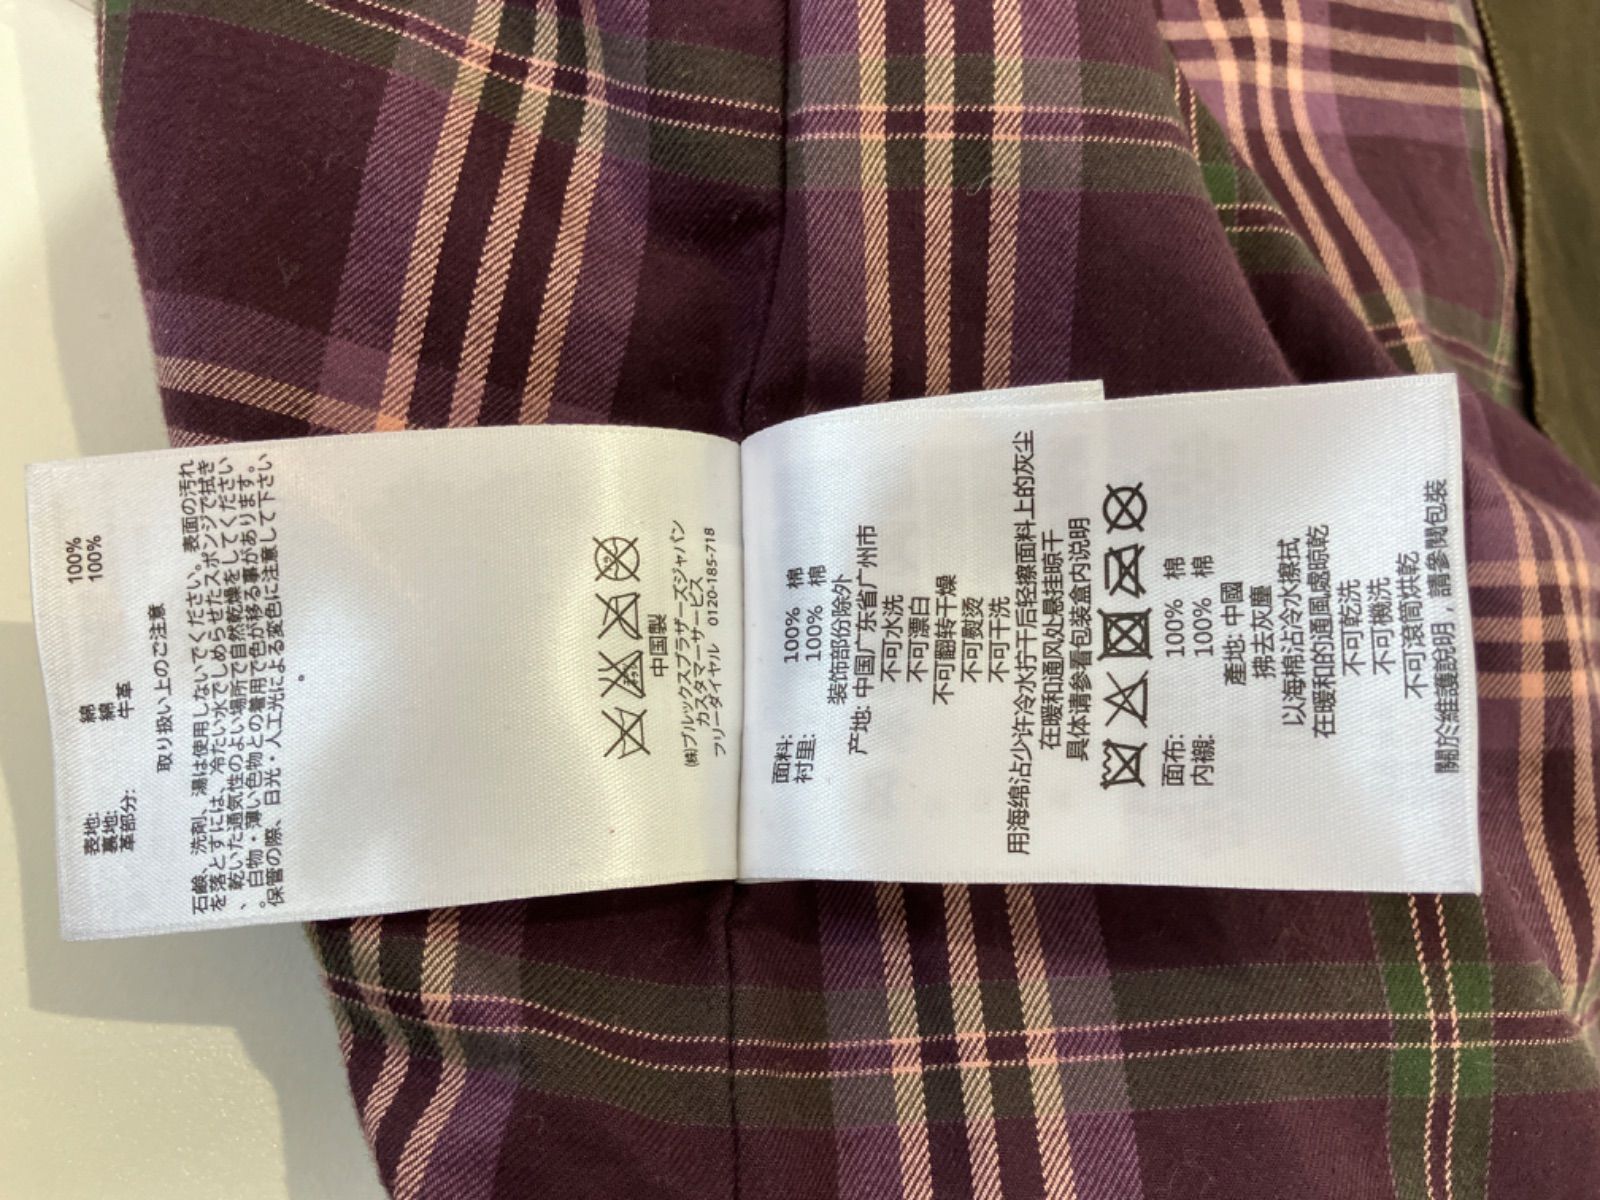 表地: 綿 100%
裏地: 綿 100%
革部分: 牛革
取り扱い上のご注意
石鹸、洗剤、湯は使用しないでください。表面の汚れ
を落とすには、冷たい水でしめらせたスポンジで拭き
、乾いた通気性のよい場所で自然乾燥をしてください
。白物・薄い色物との着用で色が移る事があります。
保管の際、日光・人工光による変色に注意して下さい
。
中国製
㈱ブルックスブラザーズジャパン
カスタマーサービス
フリーダイヤル 0120-185-718
面料: 100% 棉
衬里: 100% 棉
装饰部份除外
产地: 中国广东省广州市
不可水洗
不可漂白
不可翻转干燥
不可熨烫
不可干洗
用海绵沾少许冷水拧干后轻擦面料上的灰尘
在暖和通风处悬挂晾干
具体请参看包装盒内说明
面布: 100% 棉
內襯: 100% 棉
產地: 中國
拂去灰塵
以海棉沾冷水擦拭
在暖和的通風處晾乾
不可乾洗
不可機洗
不可滾筒烘乾
關於維護說明，請參閱包裝